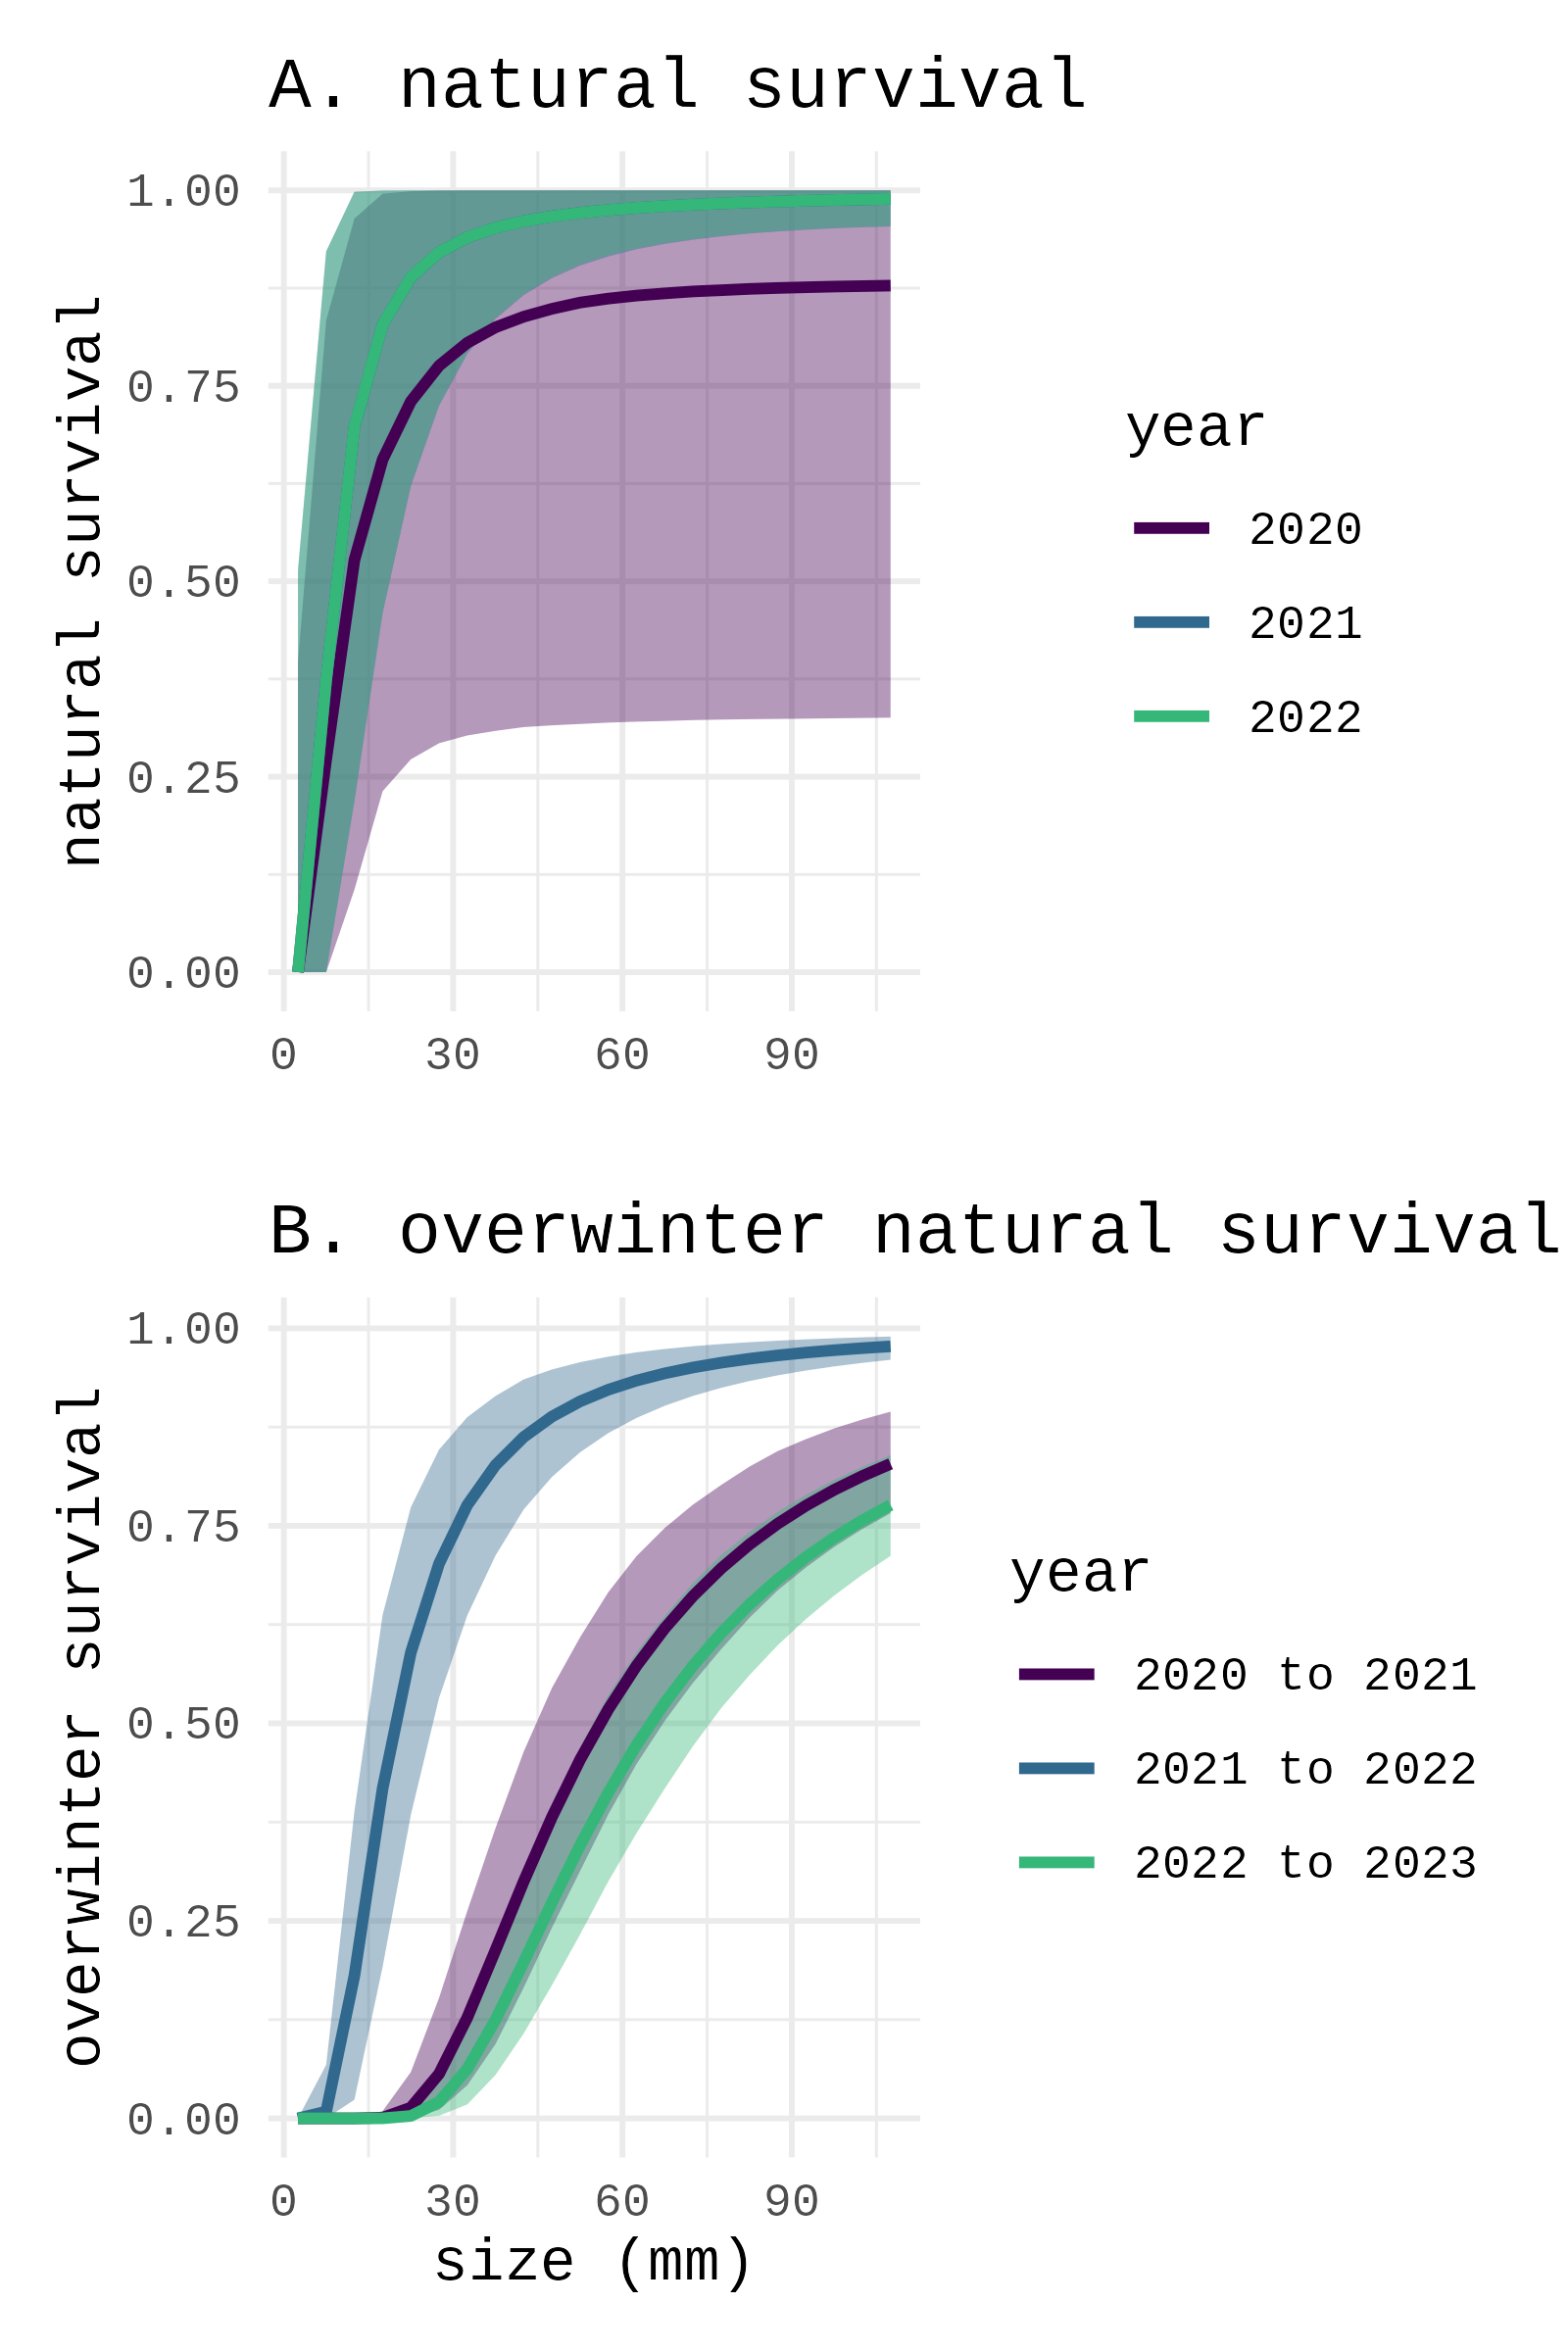 A. natural survival
natural survival
1.00
0.75
0.50
0.25
0.00
0
30
60
90
year
2020
2021
2022
B. overwinter natural survival
overwinter survival
1.00
0.75
0.50
0.25
0.00
0
30
60
90
size (mm)
year
2020 to 2021
2021 to 2022
2022 to 2023